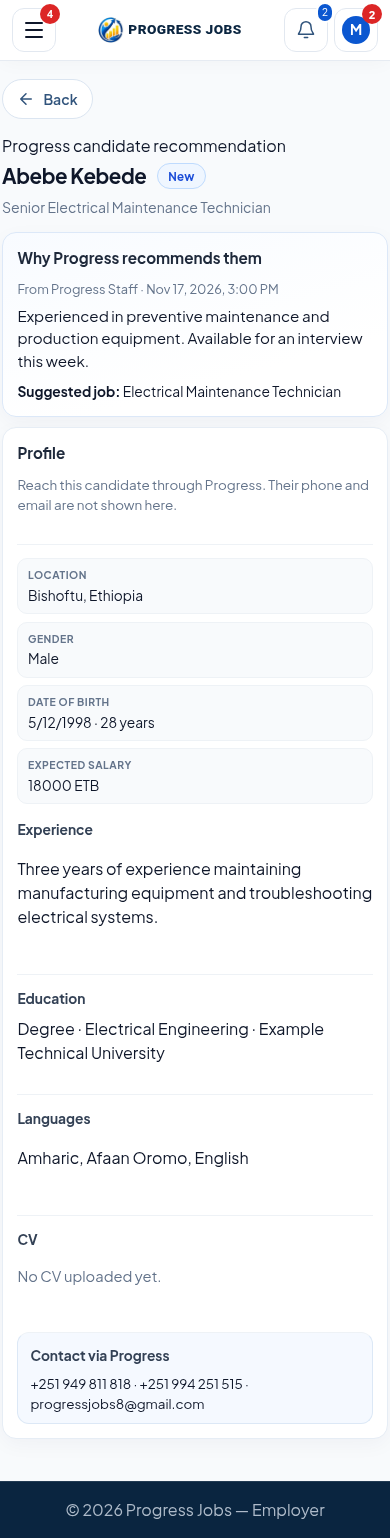 4
PROGRESS JOBS
2
M
2
Back
Progress candidate recommendation
Abebe Kebede New
Senior Electrical Maintenance Technician
Why Progress recommends them
From Progress Staff · Nov 17, 2026, 3:00 PM
Experienced in preventive maintenance and
production equipment. Available for an interview
this week.
Suggested job: Electrical Maintenance Technician
Profile
Reach this candidate through Progress. Their phone and
email are not shown here.
LOCATION
Bishoftu, Ethiopia
GENDER
Male
DATE OF BIRTH
5/12/1998 · 28 years
EXPECTED SALARY
18000 ETB
Experience
Three years of experience maintaining
manufacturing equipment and troubleshooting
electrical systems.
Education
Degree · Electrical Engineering · Example
Technical University
Languages
Amharic, Afaan Oromo, English
CV
No CV uploaded yet.
Contact via Progress
+251 949 811 818 · +251 994 251 515 ·
progressjobs8@gmail.com
© 2026 Progress Jobs — Employer